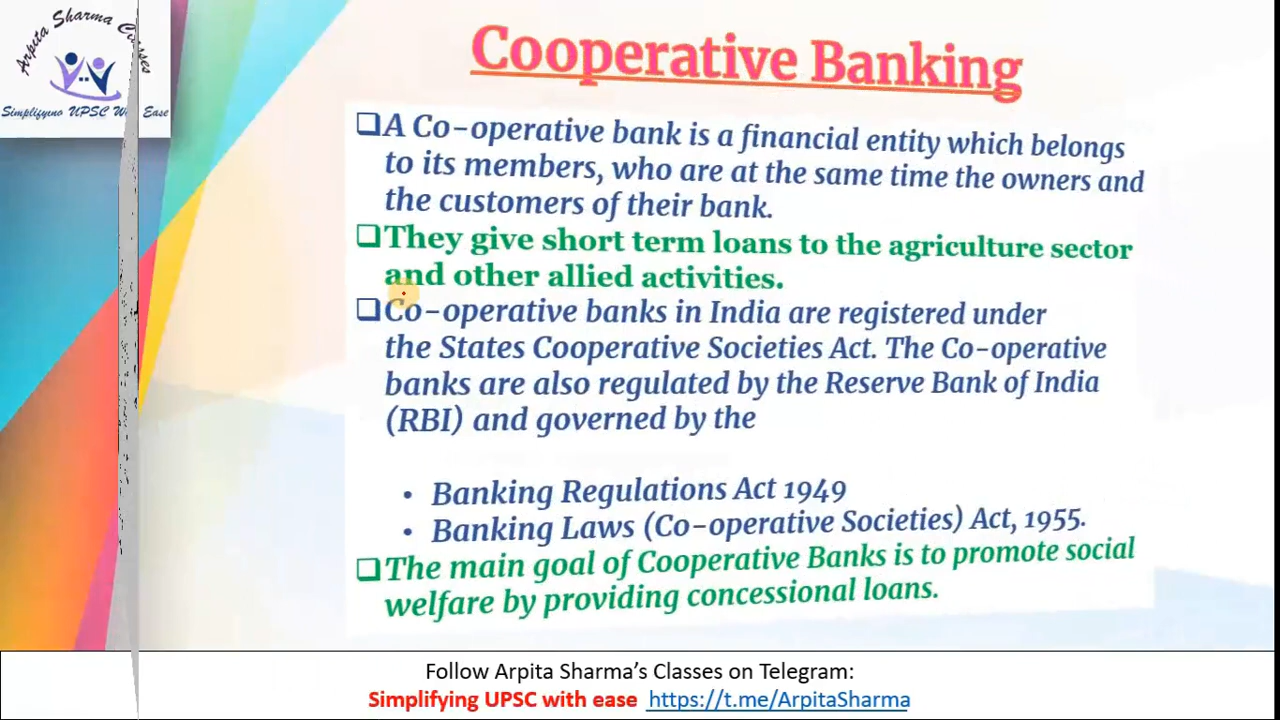 Arpita Sharma Classes
Simplifying UPSC With Ease
Cooperative Banking
❑A Co-operative bank is a financial entity which belongs
to its members, who are at the same time the owners and
the customers of their bank.
❑They give short term loans to the agriculture sector
and other allied activities.
❑Co-operative banks in India are registered under
the States Cooperative Societies Act. The Co-operative
banks are also regulated by the Reserve Bank of India
(RBI) and governed by the
• Banking Regulations Act 1949
• Banking Laws (Co-operative Societies) Act, 1955.
❑The main goal of Cooperative Banks is to promote social
welfare by providing concessional loans.
Follow Arpita Sharma's Classes on Telegram:
Simplifying UPSC with ease https://t.me/ArpitaSharma